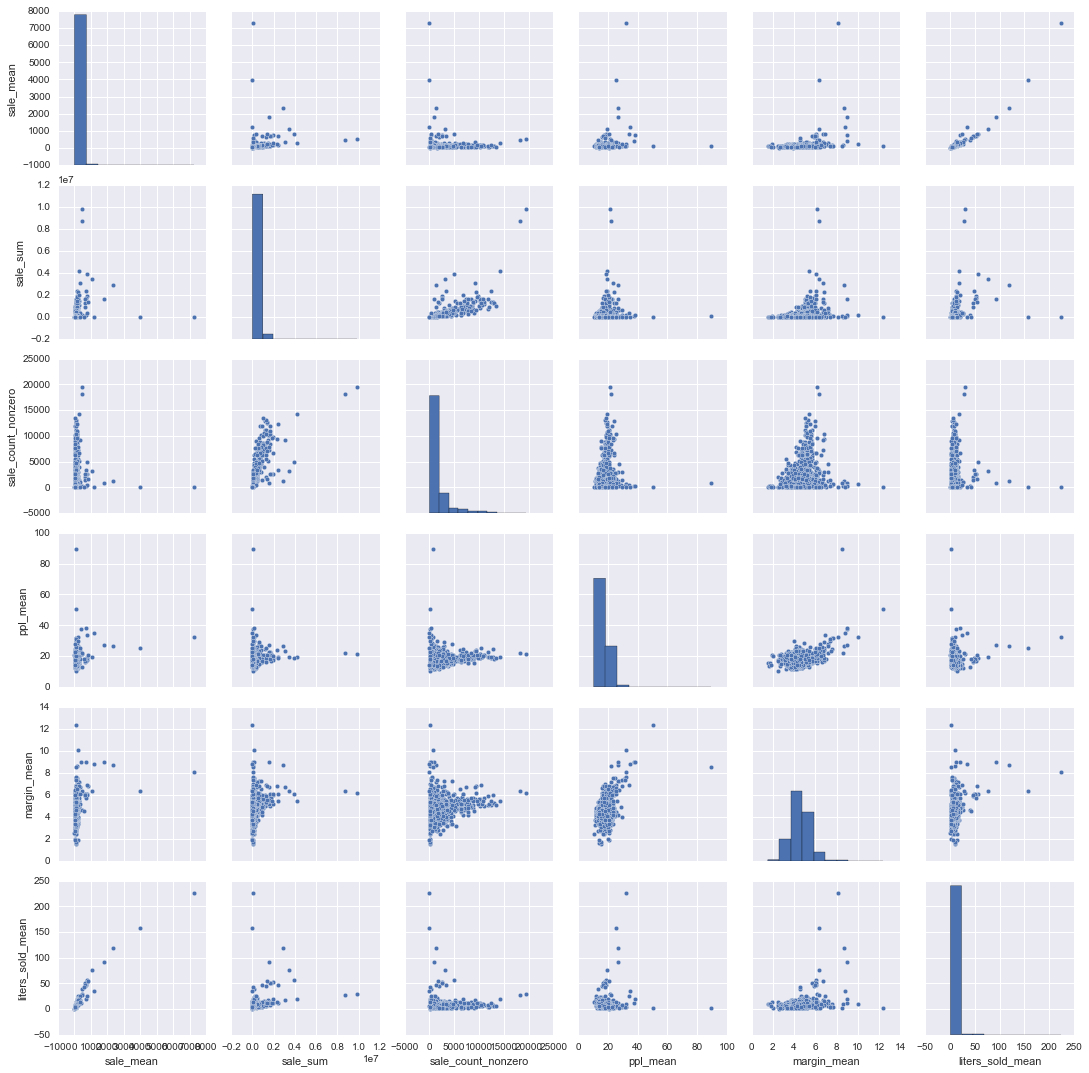 8000
7000
6000
5000
4000
3000
2000
1000
0
−1000
sale_mean
1e7
1.2
1.0
0.8
0.6
0.4
0.2
0.0
−0.2
sale_sum
25000
20000
15000
10000
5000
0
−5000
sale_count_nonzero
100
80
60
40
20
0
ppl_mean
14
12
10
8
6
4
2
0
margin_mean
250
200
150
100
50
0
−50
liters_sold_mean
−1000 0 1000 2000 3000 4000 5000 6000 7000 8000
sale_mean
−0.2 0.0 0.2 0.4 0.6 0.8 1.0 1.2
1e7
sale_sum
−5000 0 5000 10000 15000 20000 25000
sale_count_nonzero
0 20 40 60 80 100
ppl_mean
0 2 4 6 8 10 12 14
margin_mean
−50 0 50 100 150 200 250
liters_sold_mean